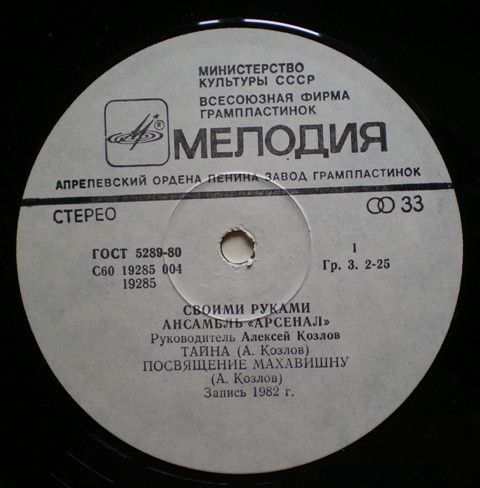 МИНИСТЕРСТВО
КУЛЬТУРЫ СССР
ВСЕСОЮЗНАЯ ФИРМА
ГРАМПЛАСТИНОК
®
МЕЛОДИЯ
АПРЕЛЕВСКИЙ ОРДЕНА ЛЕНИНА ЗАВОД ГРАМПЛАСТИНОК
СТЕРЕО 33
ГОСТ 5289-80 1
С60 19285 004 Гр. 3. 2-25
19285
СВОИМИ РУКАМИ
АНСАМБЛЬ «АРСЕНАЛ»
Руководитель Алексей Козлов
ТАЙНА (А. Козлов)
ПОСВЯЩЕНИЕ МАХАВИШНУ
(А. Козлов)
Запись 1982 г.